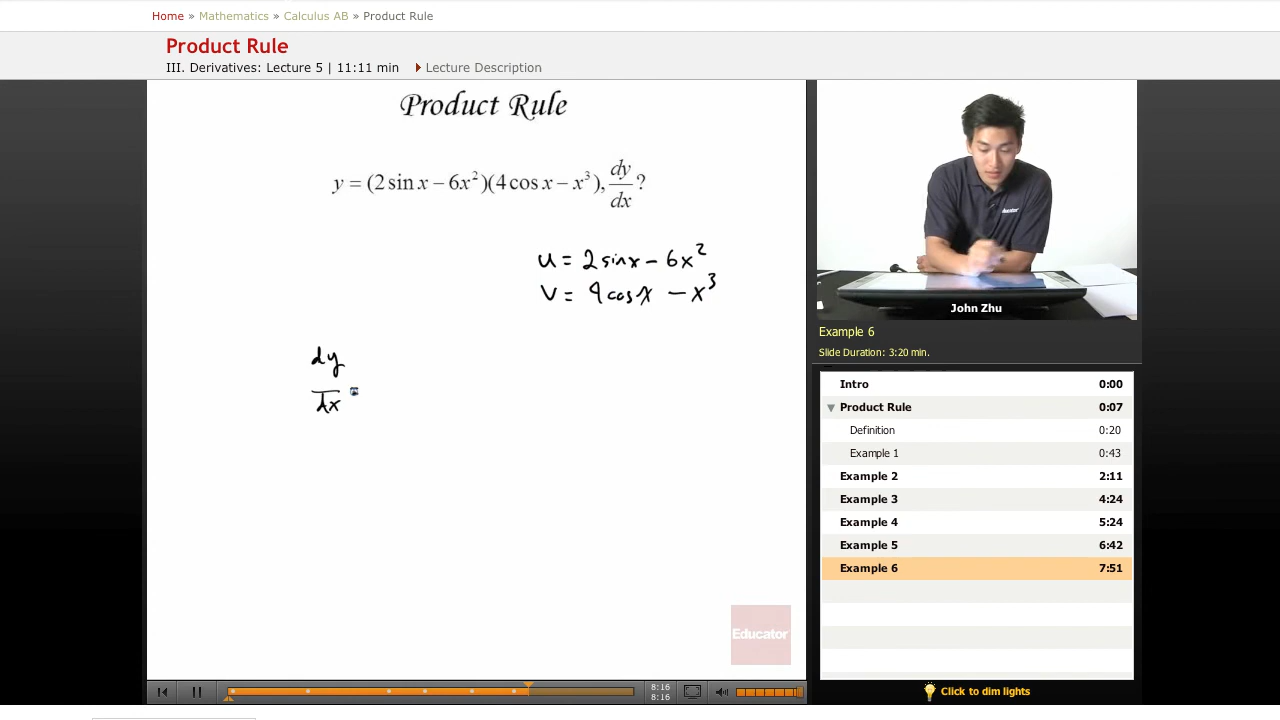 Home » Mathematics » Calculus AB » Product Rule
Product Rule
III. Derivatives: Lecture 5 | 11:11 min Lecture Description
Product Rule
y = (2 sin x − 6x²)(4 cos x − x³), dy/dx ?
u = 2 sinx − 6x²
v = 4 cosx − x³
dy
dx
Educator
8:16
8:16
John Zhu
Example 6
Slide Duration: 3:20 min.
Intro 0:00
Product Rule 0:07
Definition 0:20
Example 1 0:43
Example 2 2:11
Example 3 4:24
Example 4 5:24
Example 5 6:42
Example 6 7:51
Click to dim lights